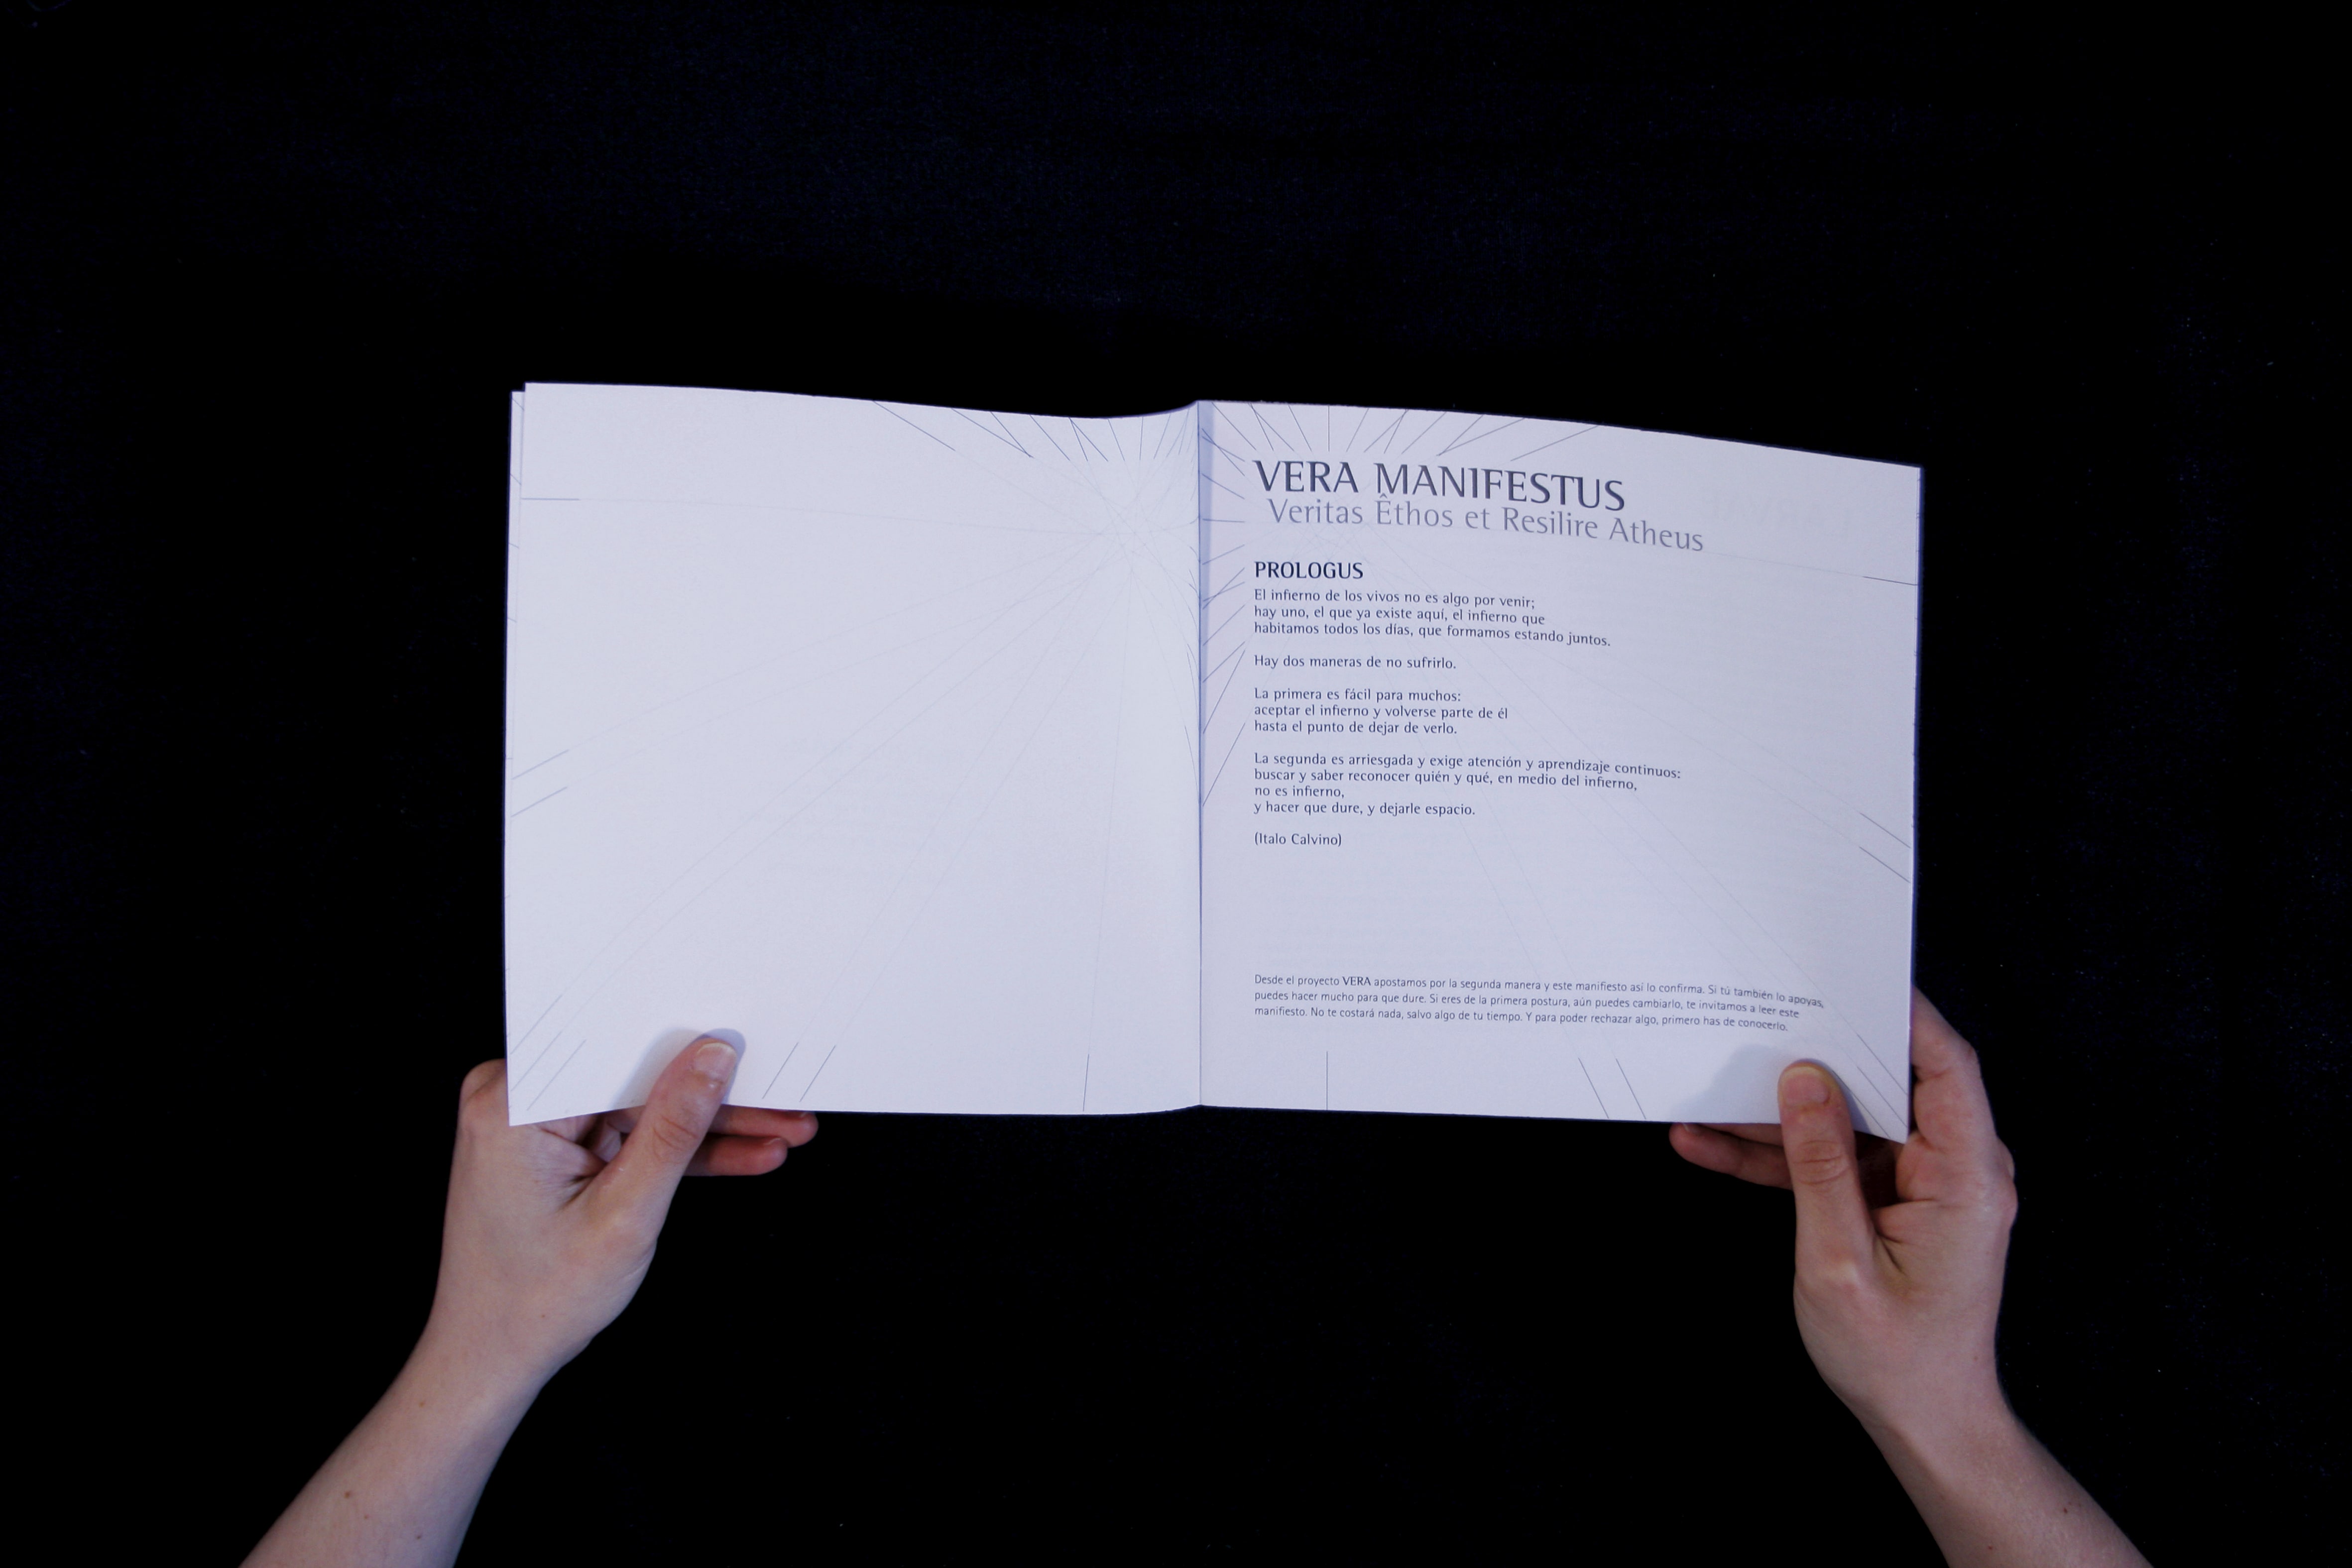 VERA MANIFESTUS
Veritas Êthos et Resilire Atheus
PROLOGUS
El infierno de los vivos no es algo por venir;
hay uno, el que ya existe aquí, el infierno que
habitamos todos los días, que formamos estando juntos.
Hay dos maneras de no sufrirlo.
La primera es fácil para muchos:
aceptar el infierno y volverse parte de él
hasta el punto de dejar de verlo.
La segunda es arriesgada y exige atención y aprendizaje continuos:
buscar y saber reconocer quién y qué, en medio del infierno,
no es infierno,
y hacer que dure, y dejarle espacio.
(Italo Calvino)
Desde el proyecto VERA apostamos por la segunda manera y este manifiesto así lo confirma. Si tú también lo apoyas,
puedes hacer mucho para que dure. Si eres de la primera postura, aún puedes cambiarlo, te invitamos a leer este
manifiesto. No te costará nada, salvo algo de tu tiempo. Y para poder rechazar algo, primero has de conocerlo.